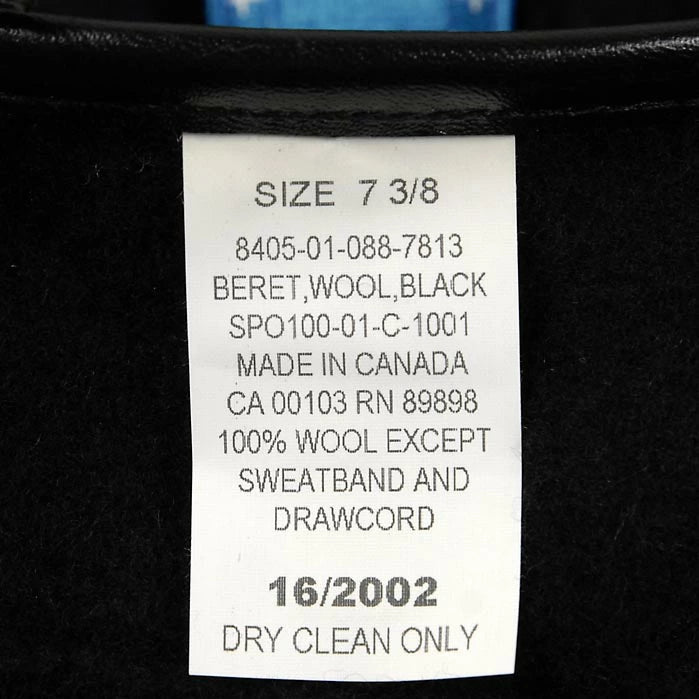 SIZE 7 3/8
8405-01-088-7813
BERET,WOOL,BLACK
SPO100-01-C-1001
MADE IN CANADA
CA 00103 RN 89898
100% WOOL EXCEPT
SWEATBAND AND
DRAWCORD
16/2002
DRY CLEAN ONLY